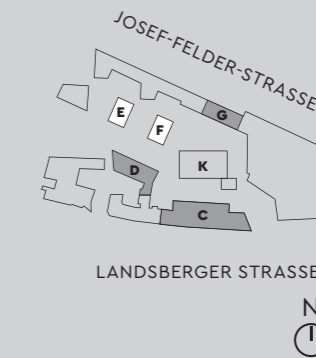 JOSEF-FELDER-STRASSE
G
E
F
D
K
C
LANDSBERGER STRASSE
N